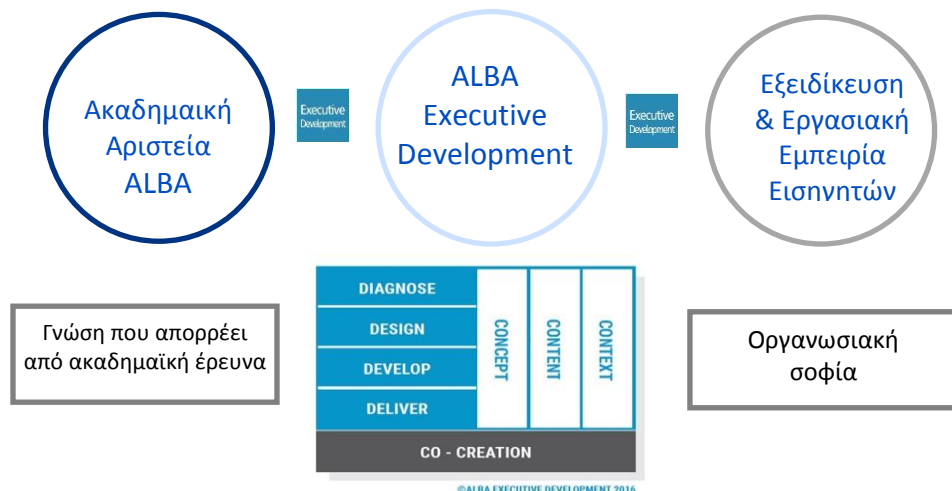 Ακαδημαική
Αριστεία
ALBA
Executive
Development
ALBA
Executive
Development
Executive
Development
Εξειδίκευση
& Εργασιακή
Εμπειρία
Εισηνητών
Γνώση που απορρέει
από ακαδημαϊκή έρευνα
DIAGNOSE
DESIGN
DEVELOP
DELIVER
CONCEPT
CONTENT
CONTEXT
CO - CREATION
Οργανωσιακή
σοφία
©ALBA EXECUTIVE DEVELOPMENT 2016